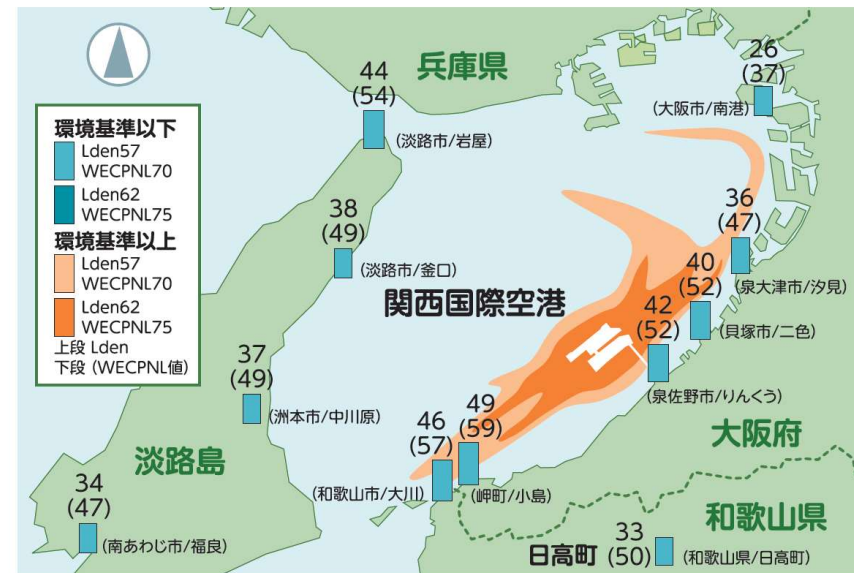 兵庫県
44
(54)
(淡路市/岩屋)
26
(37)
(大阪市/南港)
環境基準以下
Lden57
WECPNL70
Lden62
WECPNL75
環境基準以上
Lden57
WECPNL70
Lden62
WECPNL75
上段 Lden
下段 (WECPNL値)
38
(49)
(淡路市/釜口)
36
(47)
(泉大津市/汐見)
40
(52)
(貝塚市/二色)
関西国際空港
42
(52)
(泉佐野市/りんくう)
37
(49)
(洲本市/中川原)
大阪府
淡路島
46
(57)
(和歌山市/大川)
49
(59)
(岬町/小島)
34
(47)
(南あわじ市/福良)
和歌山県
33
日高町 (50)
(和歌山県/日高町)